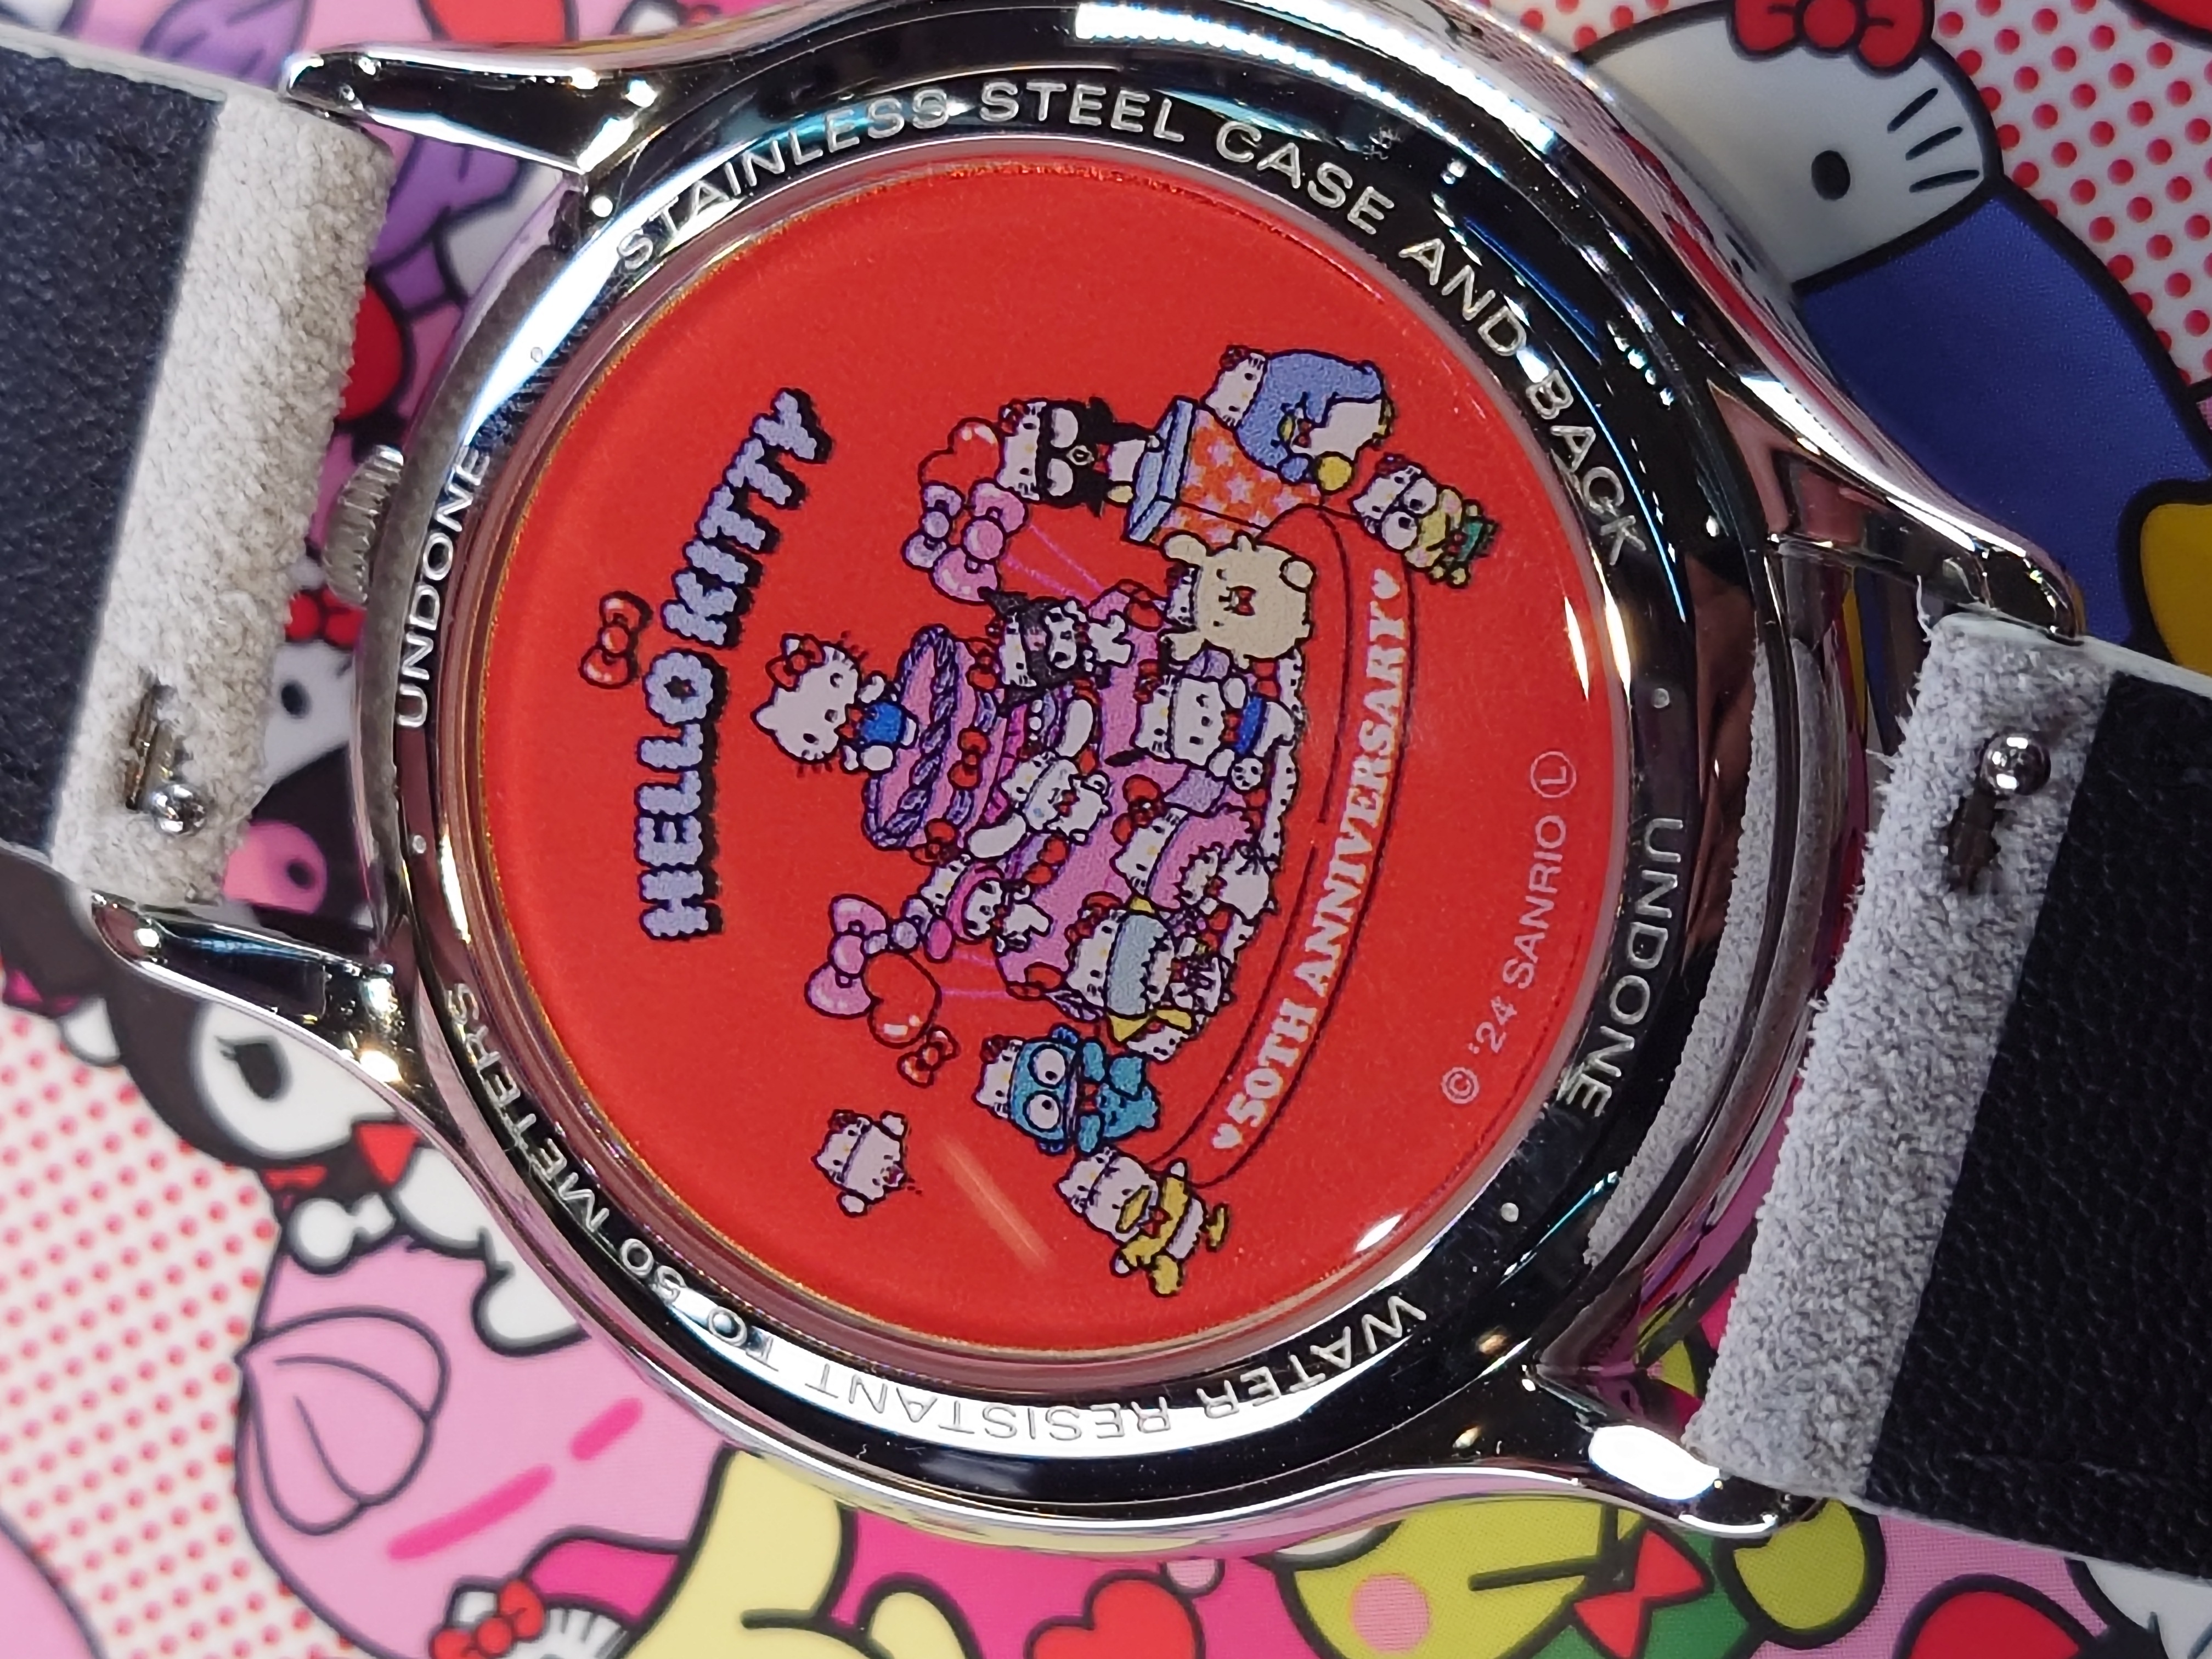 STAINLESS STEEL CASE AND BACK
UNDONE
WATER RESISTANT TO 50 METERS
UNDONE
HELLO KITTY
♥50TH ANNIVERSARY♥
© '24 SANRIO Ⓛ